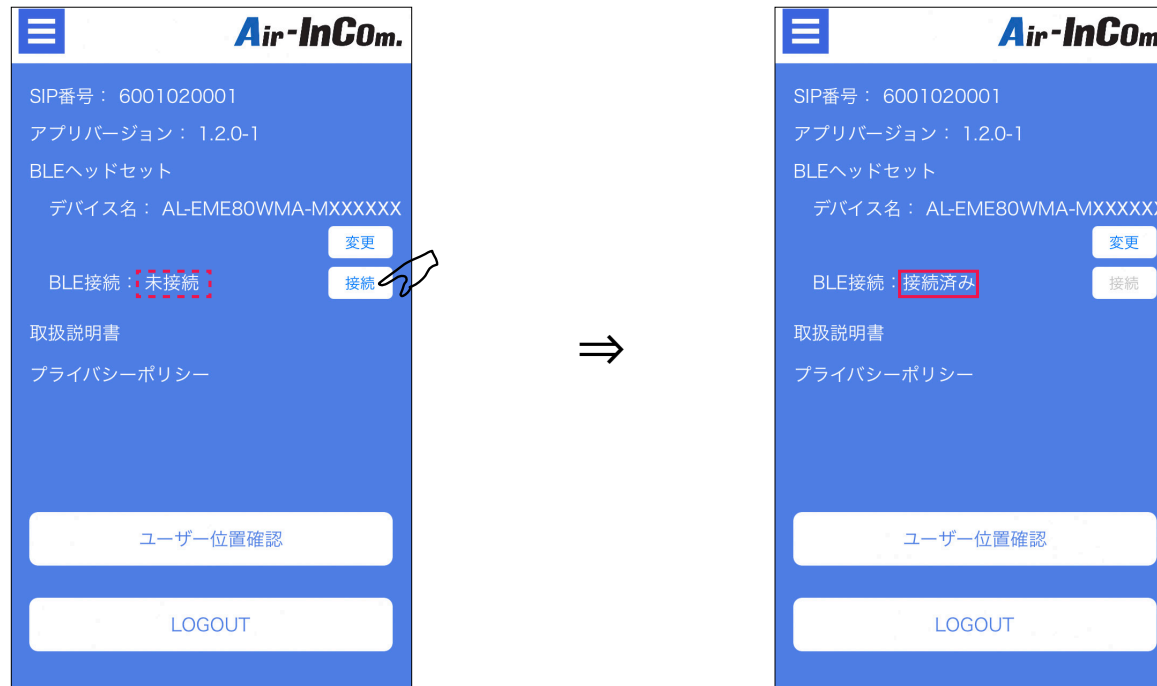 Air-InCom.
SIP番号： 6001020001
アプリバージョン： 1.2.0-1
BLEヘッドセット
デバイス名： AL-EME80WMA-MXXXXXX
変更
BLE接続：未接続
接続
取扱説明書
プライバシーポリシー
ユーザー位置確認
LOGOUT
⇒
Air-InCom
SIP番号： 6001020001
アプリバージョン： 1.2.0-1
BLEヘッドセット
デバイス名： AL-EME80WMA-MXXXXXX
変更
BLE接続：接続済み
接続
取扱説明書
プライバシーポリシー
ユーザー位置確認
LOGOUT